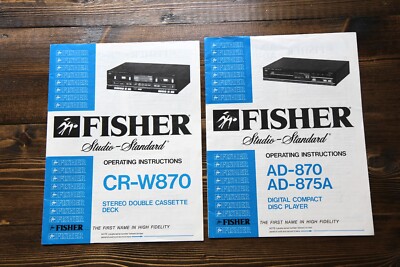 FISHER
Studio-Standard
OPERATING INSTRUCTIONS
CR-W870
STEREO DOUBLE CASSETTE
DECK
THE FIRST NAME IN HIGH FIDELITY
FISHER
FISHER
Studio-Standard
OPERATING INSTRUCTIONS
AD-870
AD-875A
DIGITAL COMPACT
DISC PLAYER
THE FIRST NAME IN HIGH FIDELITY
FISHER